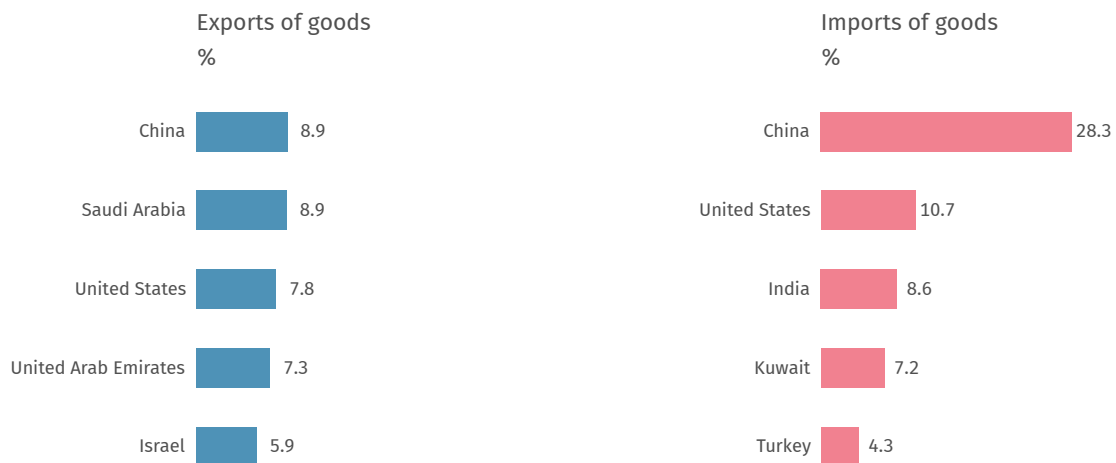 Exports of goods
%
China 8.9
Saudi Arabia 8.9
United States 7.8
United Arab Emirates 7.3
Israel 5.9
Imports of goods
%
China 28.3
United States 10.7
India 8.6
Kuwait 7.2
Turkey 4.3